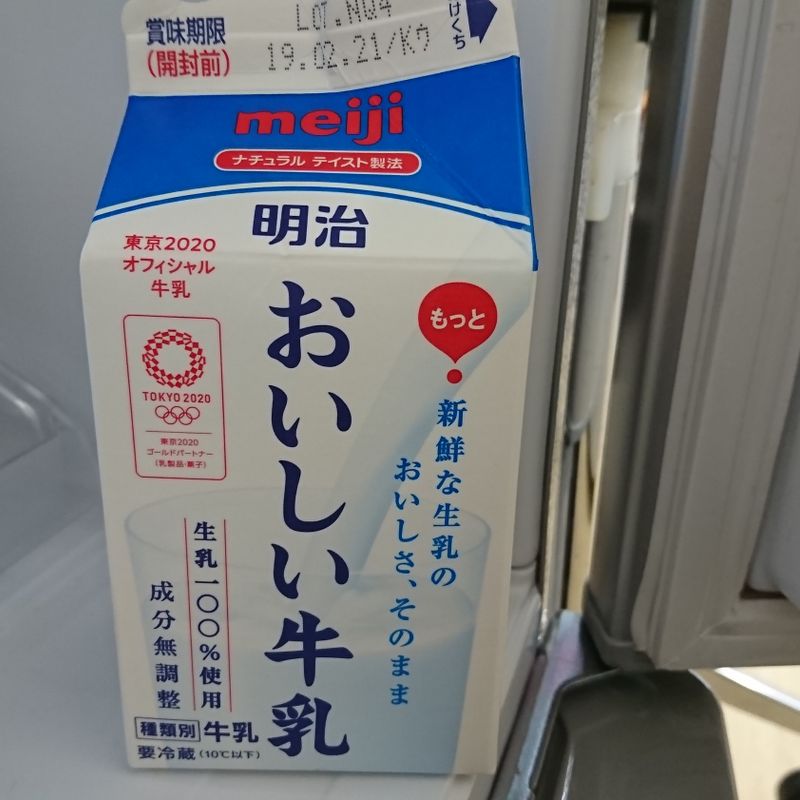 賞味期限
(開封前)
LOT.N04
19.02.21/Kウ
けくち
meiji
ナチュラル テイスト製法
明治
おいしい牛乳
東京2020
オフィシャル
牛乳
TOKYO 2020
東京2020
ゴールドパートナー
(乳製品・菓子)
もっと
新鮮な生乳の
おいしさ、そのまま
生乳一〇〇%使用
成分無調整
種類別 牛乳
要冷蔵(10℃以下)